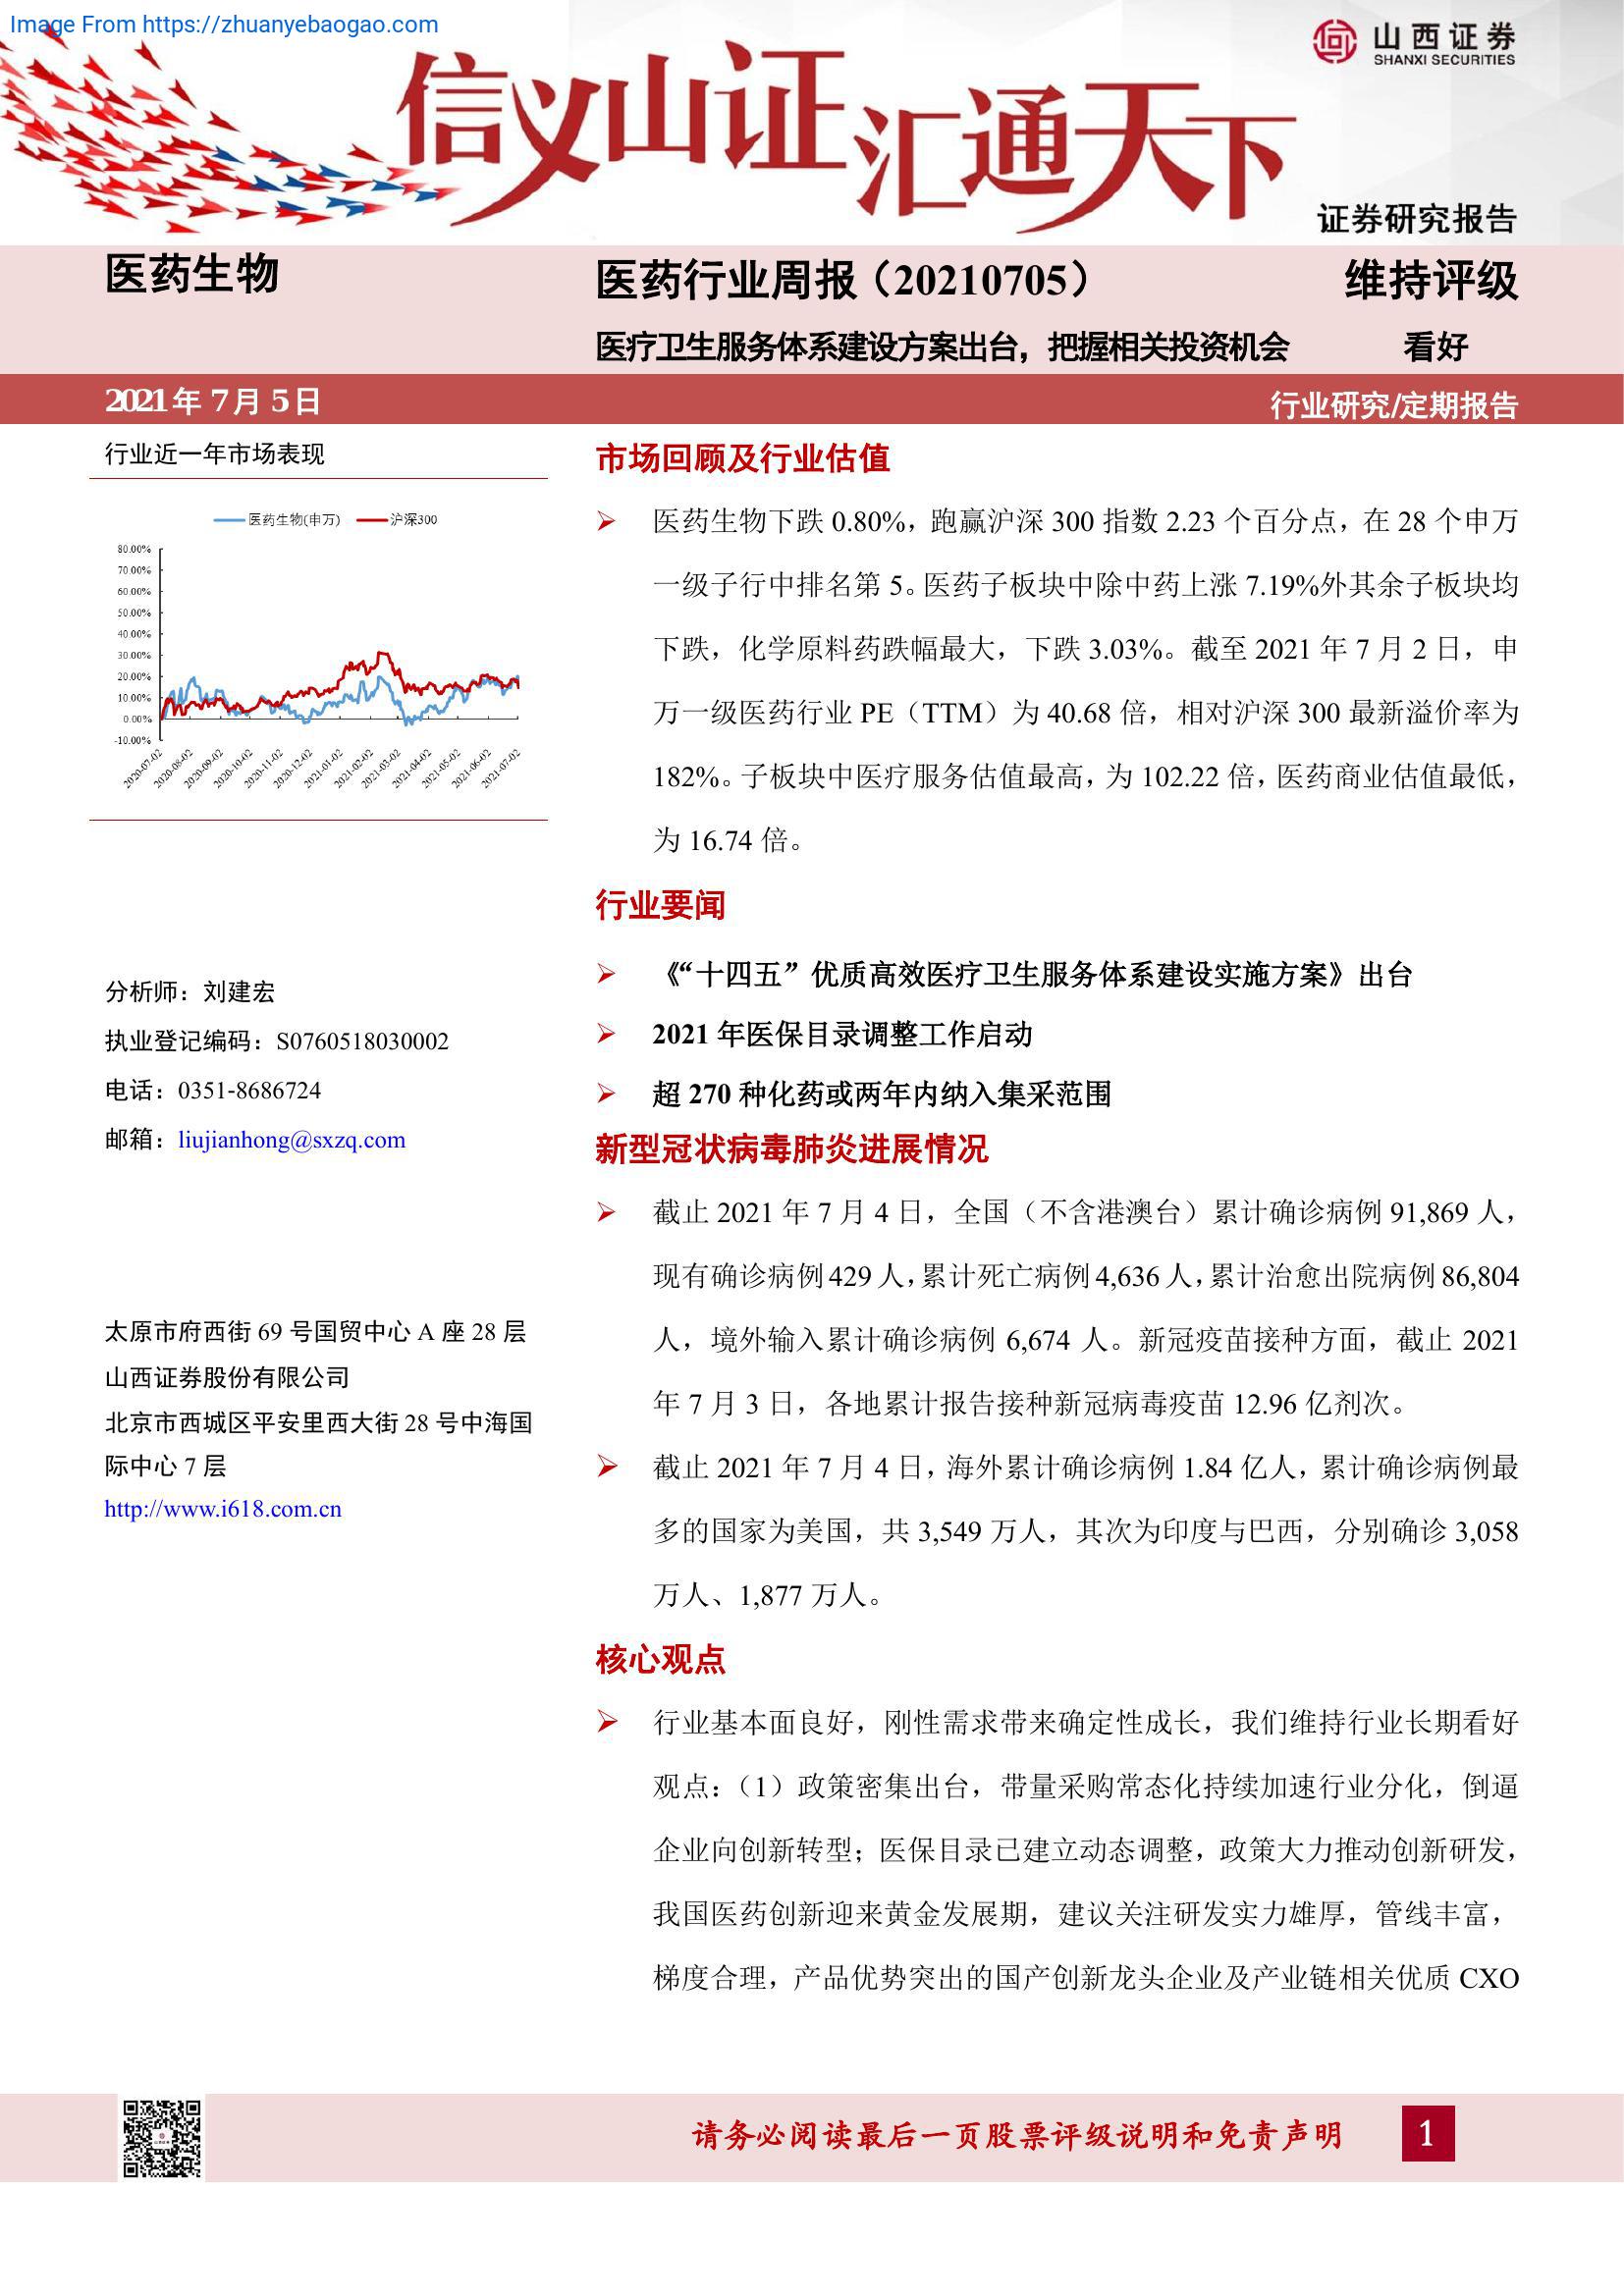 Image From https://zhuanyebaogao.com
山西证券
SHANXI SECURITIES
信义山证 汇通天下
证券研究报告
医药生物
医药行业周报（20210705）
维持评级
医疗卫生服务体系建设方案出台，把握相关投资机会
看好
2021年 7月 5日
行业研究/定期报告
行业近一年市场表现
医药生物(申万) 沪深300
80.00%
70.00%
60.00%
50.00%
40.00%
30.00%
20.00%
10.00%
0.00%
-10.00%
2020-07-02 2020-08-02 2020-09-02 2020-10-02 2020-11-02 2020-12-02 2021-01-02 2021-02-02 2021-03-02 2021-04-02 2021-05-02 2021-06-02 2021-07-02
分析师：刘建宏
执业登记编码：S0760518030002
电话：0351-8686724
邮箱：liujianhong@sxzq.com
太原市府西街 69 号国贸中心 A 座 28 层
山西证券股份有限公司
北京市西城区平安里西大街 28 号中海国
际中心 7 层
http://www.i618.com.cn
市场回顾及行业估值
医药生物下跌 0.80%，跑赢沪深 300 指数 2.23 个百分点，在 28 个申万
一级子行中排名第 5。医药子板块中除中药上涨 7.19%外其余子板块均
下跌，化学原料药跌幅最大，下跌 3.03%。截至 2021 年 7 月 2 日，申
万一级医药行业 PE（TTM）为 40.68 倍，相对沪深 300 最新溢价率为
182%。子板块中医疗服务估值最高，为 102.22 倍，医药商业估值最低，
为 16.74 倍。
行业要闻
《“十四五”优质高效医疗卫生服务体系建设实施方案》出台
2021 年医保目录调整工作启动
超 270 种化药或两年内纳入集采范围
新型冠状病毒肺炎进展情况
截止 2021 年 7 月 4 日，全国（不含港澳台）累计确诊病例 91,869 人，
现有确诊病例 429 人，累计死亡病例 4,636 人，累计治愈出院病例 86,804
人，境外输入累计确诊病例 6,674 人。新冠疫苗接种方面，截止 2021
年 7 月 3 日，各地累计报告接种新冠病毒疫苗 12.96 亿剂次。
截止 2021 年 7 月 4 日，海外累计确诊病例 1.84 亿人，累计确诊病例最
多的国家为美国，共 3,549 万人，其次为印度与巴西，分别确诊 3,058
万人、1,877 万人。
核心观点
行业基本面良好，刚性需求带来确定性成长，我们维持行业长期看好
观点：（1）政策密集出台，带量采购常态化持续加速行业分化，倒逼
企业向创新转型；医保目录已建立动态调整，政策大力推动创新研发，
我国医药创新迎来黄金发展期，建议关注研发实力雄厚，管线丰富，
梯度合理，产品优势突出的国产创新龙头企业及产业链相关优质 CXO
请务必阅读最后一页股票评级说明和免责声明
1